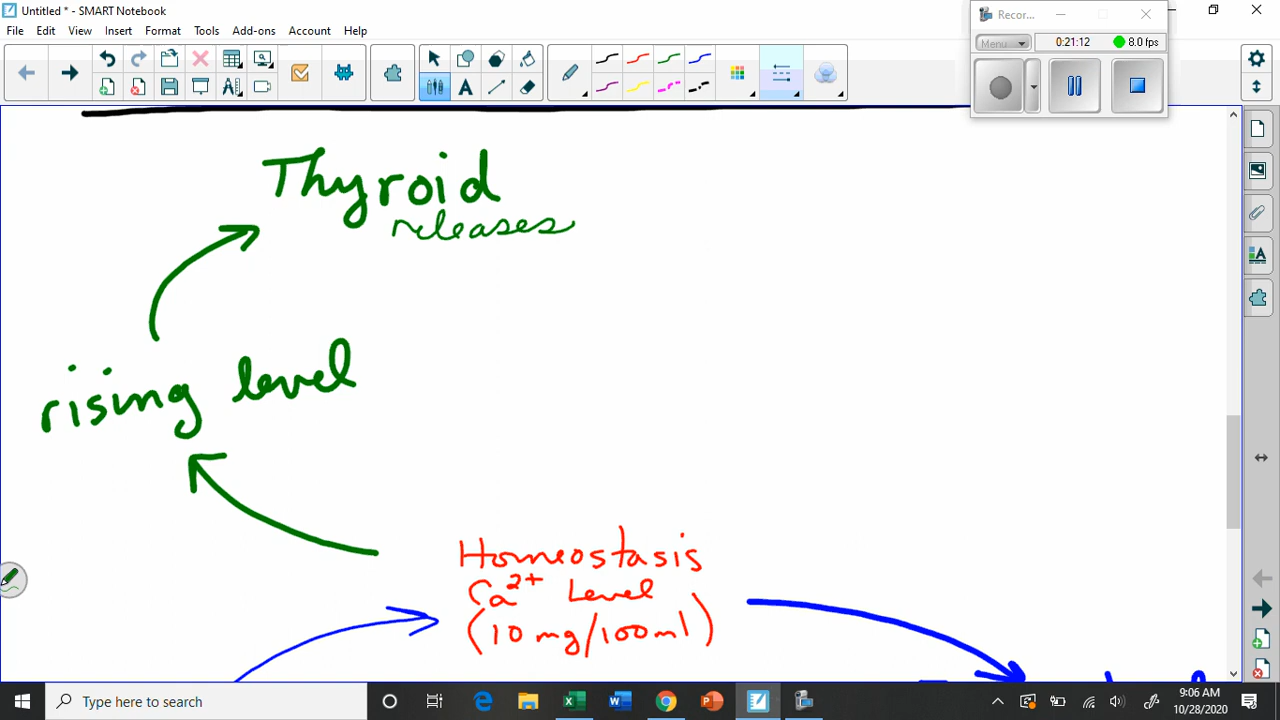 Untitled * - SMART Notebook
File Edit View Insert Format Tools Add-ons Account Help
Recor...
Menu
0:21:12
8.0 fps
Thyroid
releases
rising level
Homeostasis
Ca2+ Level
(10 mg/100ml)
Type here to search
9:06 AM
10/28/2020